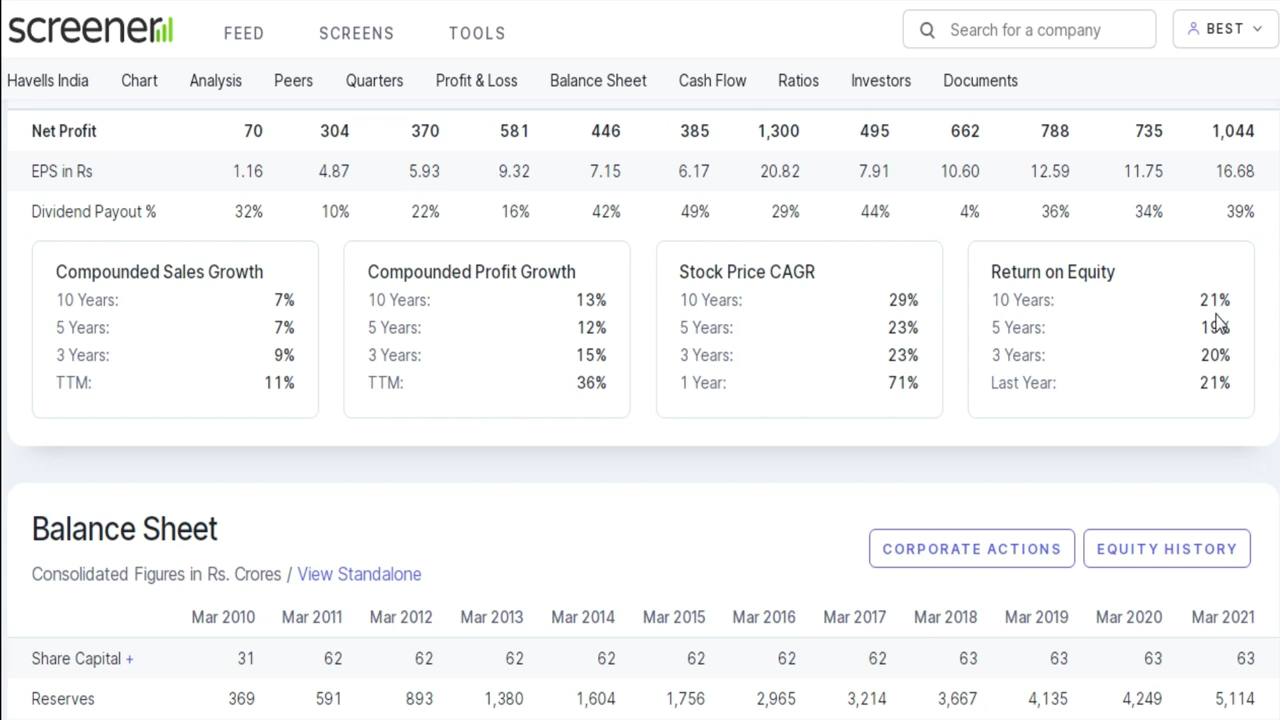 screener FEED SCREENS TOOLS Search for a company BEST
Havells India Chart Analysis Peers Quarters Profit & Loss Balance Sheet Cash Flow Ratios Investors Documents
Net Profit 70 304 370 581 446 385 1,300 495 662 788 735 1,044
EPS in Rs 1.16 4.87 5.93 9.32 7.15 6.17 20.82 7.91 10.60 12.59 11.75 16.68
Dividend Payout % 32% 10% 22% 16% 42% 49% 29% 44% 4% 36% 34% 39%
Compounded Sales Growth
10 Years: 7%
5 Years: 7%
3 Years: 9%
TTM: 11%
Compounded Profit Growth
10 Years: 13%
5 Years: 12%
3 Years: 15%
TTM: 36%
Stock Price CAGR
10 Years: 29%
5 Years: 23%
3 Years: 23%
1 Year: 71%
Return on Equity
10 Years: 21%
5 Years:
3 Years: 20%
Last Year: 21%
Balance Sheet
CORPORATE ACTIONS EQUITY HISTORY
Consolidated Figures in Rs. Crores / View Standalone
Mar 2010 Mar 2011 Mar 2012 Mar 2013 Mar 2014 Mar 2015 Mar 2016 Mar 2017 Mar 2018 Mar 2019 Mar 2020 Mar 2021
Share Capital + 31 62 62 62 62 62 62 62 63 63 63 63
Reserves 369 591 893 1,380 1,604 1,756 2,965 3,214 3,667 4,135 4,249 5,114